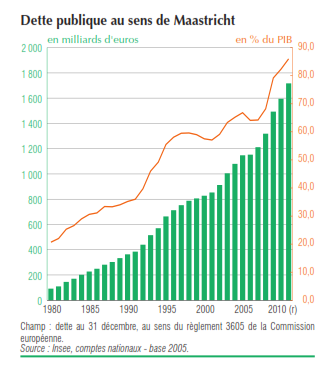 Dette publique au sens de Maastricht
en milliards d'euros en % du PIB
2 000 90,0
1 800 80,0
1 600 70,0
1 400 60,0
1 200 50,0
1 000 40,0
800 30,0
600 20,0
400 10,0
200 0,0
0
1980 1985 1990 1995 2000 2005 2010 (r)
Champ : dette au 31 décembre, au sens du règlement 3605 de la Commission
européenne.
Source : Insee, comptes nationaux – base 2005.